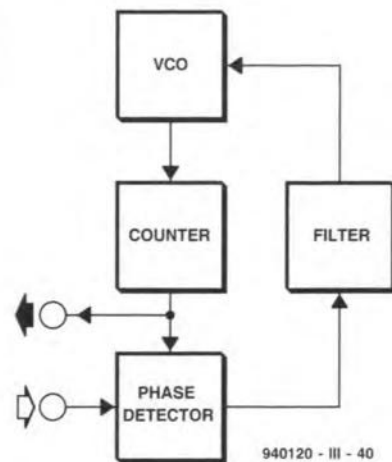 VCO
COUNTER
FILTER
PHASE
DETECTOR
940120 - III - 40